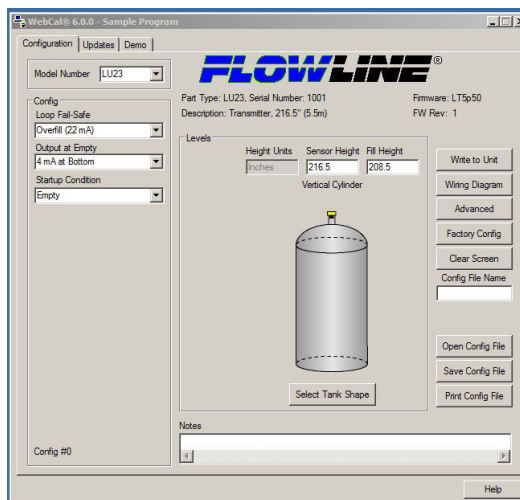 WebCal® 6.0.0 - Sample Program
Configuration Updates Demo
Model Number LU23
FLOWLINE®
Part Type: LU23, Serial Number: 1001 Firmware: LT5p50
Description: Transmitter, 216.5" (5.5m) FW Rev: 1
Config
Loop Fail-Safe
Overfill (22 mA)
Output at Empty
4 mA at Bottom
Startup Condition
Empty
Config #0
Levels
Height Units Sensor Height Fill Height
Inches 216.5 208.5
Vertical Cylinder
Select Tank Shape
Write to Unit
Wiring Diagram
Advanced
Factory Config
Clear Screen
Config File Name
Open Config File
Save Config File
Print Config File
Notes
Help